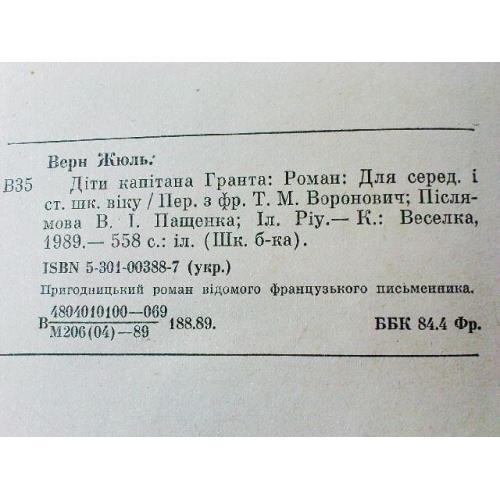 Верн Жюль.
В35 Діти капітана Гранта: Роман: Для серед. і
ст. шк. віку / Пер. з фр. Т. М. Воронович; Післямова
В. І. Пащенка; Іл. Ріу.— К.: Веселка,
1989.— 558 с.: іл. (Шк. б-ка).
ISBN 5-301-00388-7 (укр.)
Пригодницький роман відомого французького письменника.
4804010100—069
В 188.89. ББК 84.4 Фр.
М206(04)—89